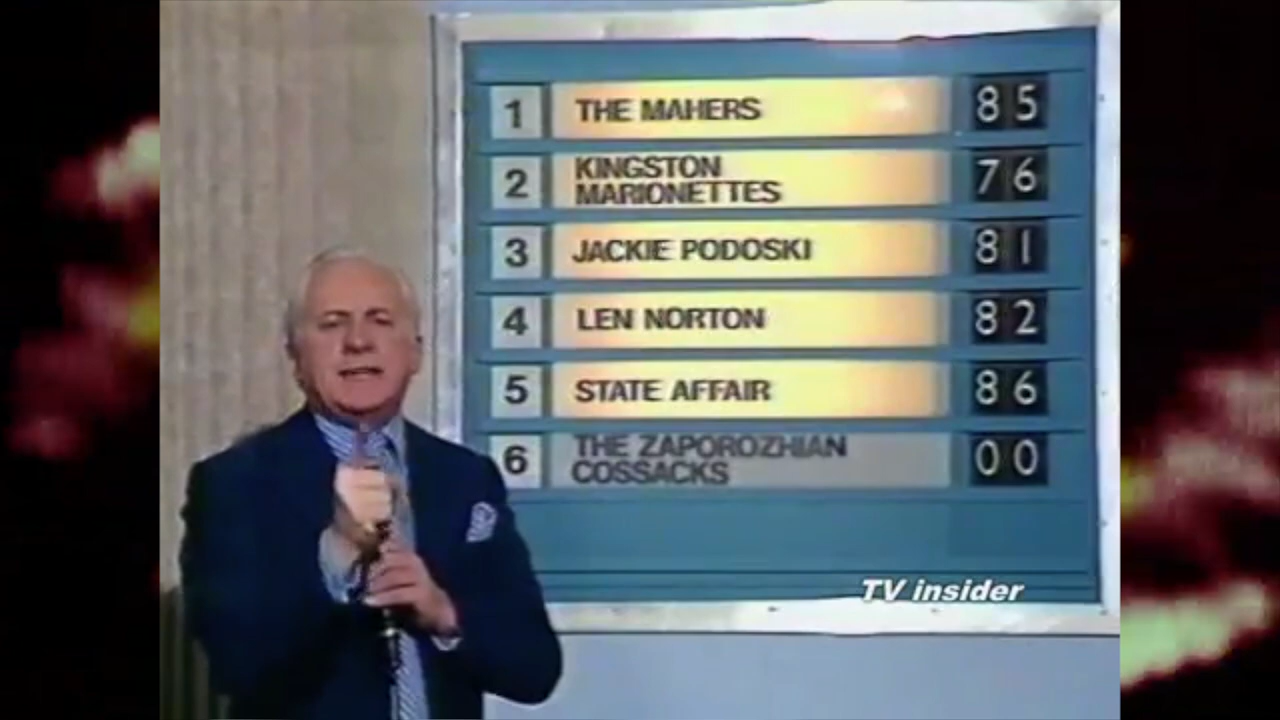 1 THE MAHERS 85
2 KINGSTON
MARIONETTES 76
3 JACKIE PODOSKI 81
4 LEN NORTON 82
5 STATE AFFAIR 86
6 THE ZAPOROZHIAN
COSSACKS 00
TV insider